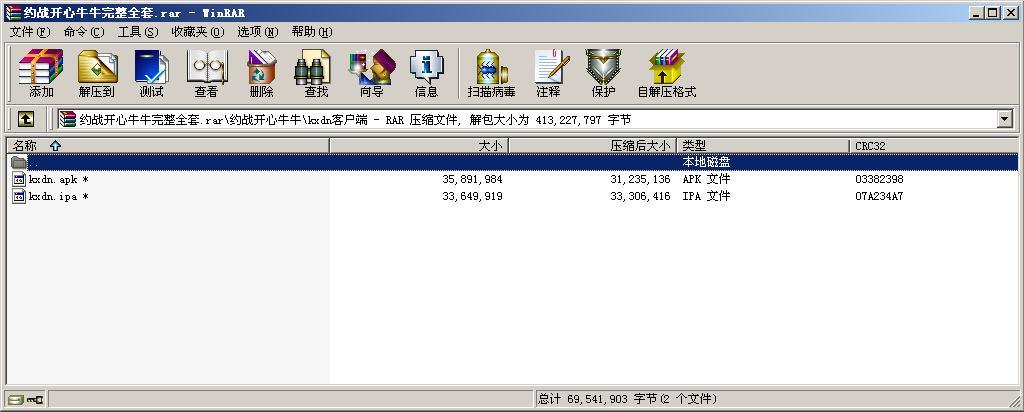 约战开心牛牛完整全套.rar - WinRAR
文件(F) 命令(C) 工具(S) 收藏夹(O) 选项(N) 帮助(H)
添加 解压到 测试 查看 删除 查找 向导 信息 扫描病毒 注释 保护 自解压格式
约战开心牛牛完整全套.rar\约战开心牛牛\kxdn客户端 - RAR 压缩文件, 解包大小为 413,227,797 字节
名称 大小 压缩后大小 类型 CRC32
.. 本地磁盘
kxdn.apk * 35,891,984 31,235,136 APK 文件 03382398
kxdn.ipa * 33,649,919 33,306,416 IPA 文件 07A234A7
总计 69,541,903 字节(2 个文件)